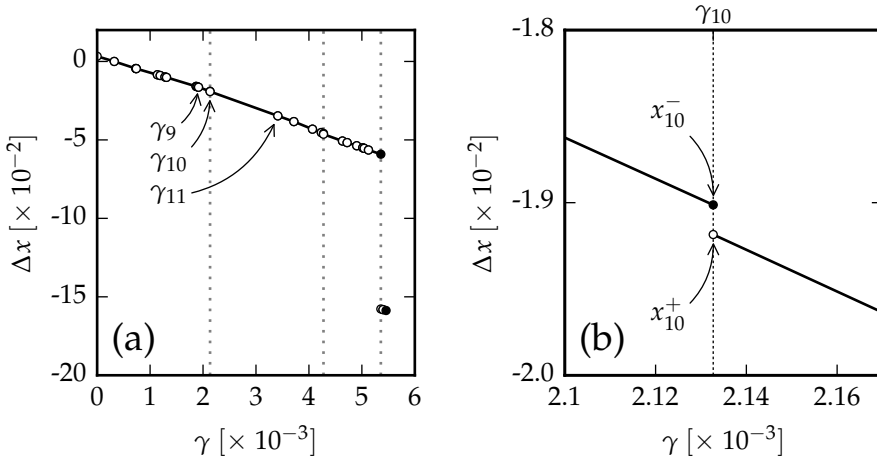 0
-5
-10
-15
-20
Δx [× 10⁻²]
γ₉
γ₁₀
γ₁₁
(a)
0 1 2 3 4 5 6
γ [× 10⁻³]
γ₁₀
-1.8
-1.9
-2.0
Δx [× 10⁻²]
x₁₀⁻
x₁₀⁺
(b)
2.1 2.12 2.14 2.16
γ [× 10⁻³]